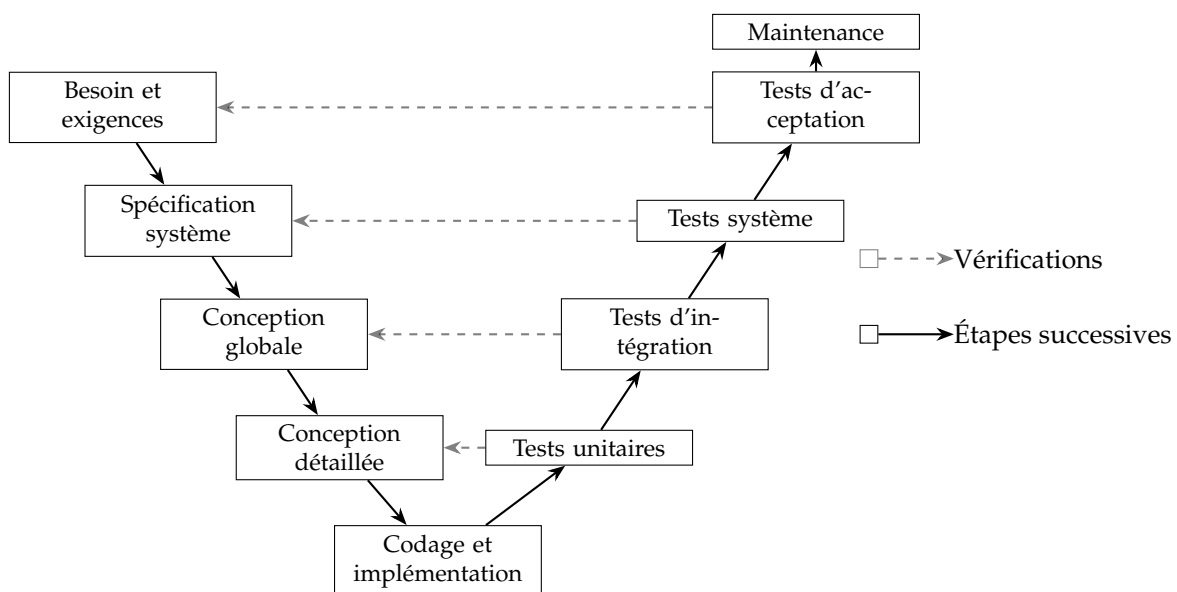 Maintenance
Besoin et
exigences
Tests d'ac-
ceptation
Spécification
système
Tests système
Vérifications
Conception
globale
Tests d'in-
tégration
Étapes successives
Conception
détaillée
Tests unitaires
Codage et
implémentation